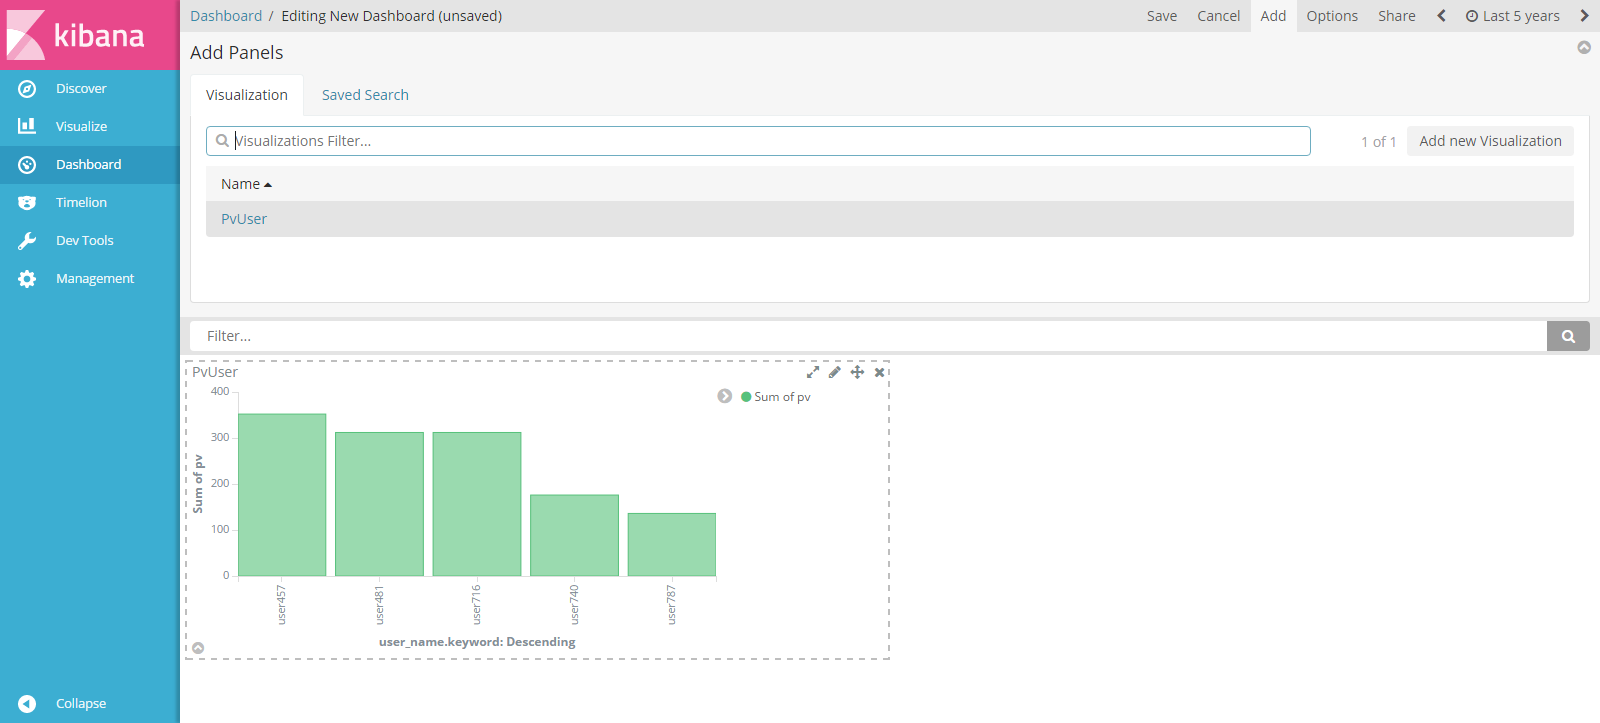 kibana
Discover
Visualize
Dashboard
Timelion
Dev Tools
Management
Collapse
Dashboard / Editing New Dashboard (unsaved)
Save Cancel Add Options Share Last 5 years
Add Panels
Visualization Saved Search
Visualizations Filter...
1 of 1 Add new Visualization
Name
PvUser
Filter...
PvUser
Sum of pv
400
300
200
100
0
Sum of pv
user457
user481
user716
user740
user787
user_name.keyword: Descending